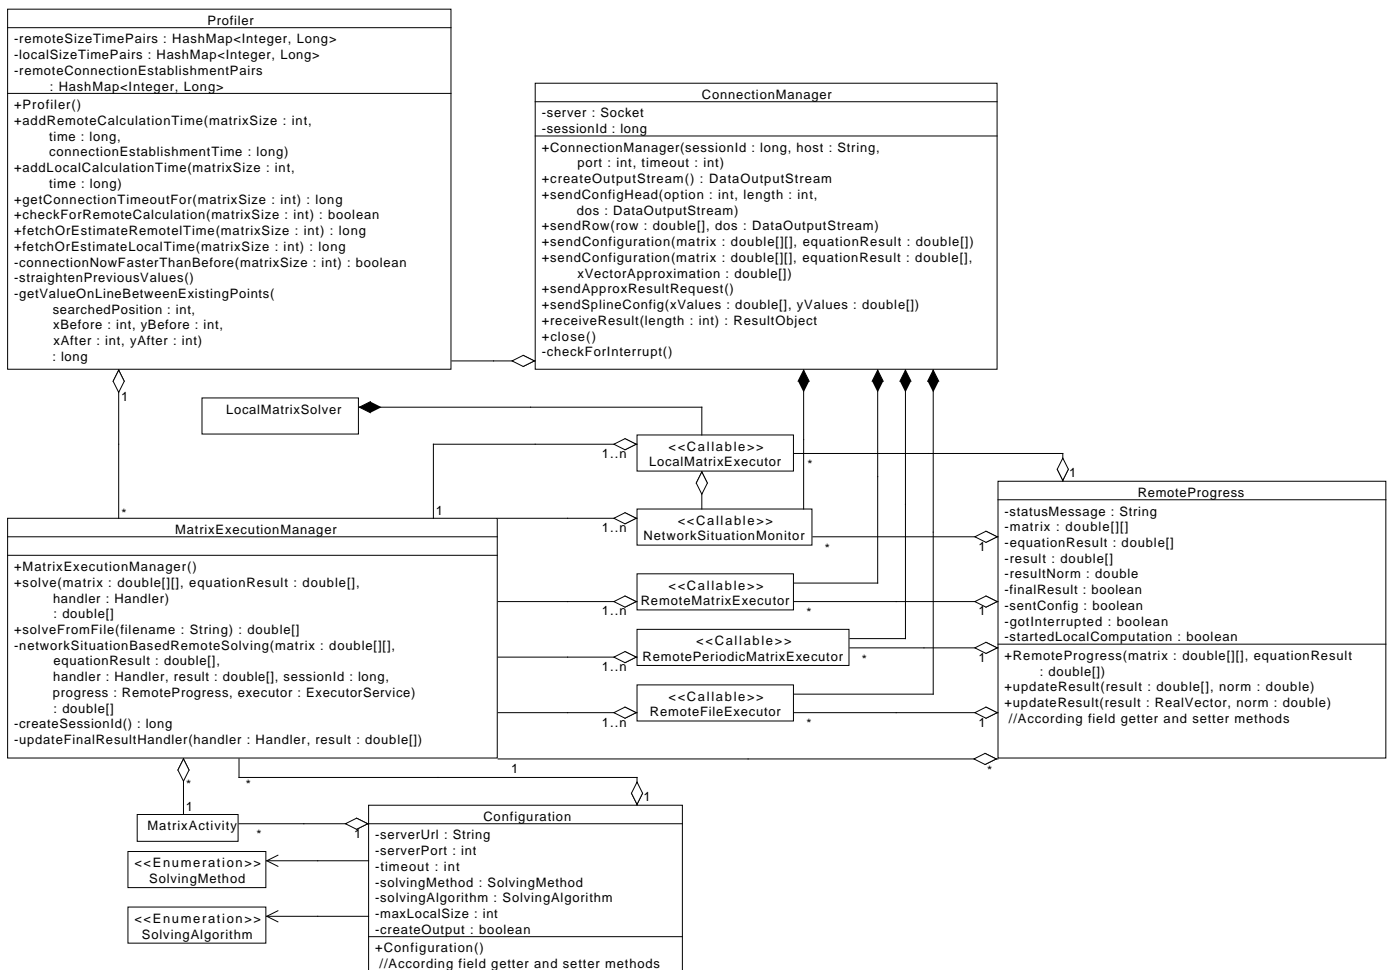 Profiler
-remoteSizeTimePairs : HashMap<Integer, Long>
-localSizeTimePairs : HashMap<Integer, Long>
-remoteConnectionEstablishmentPairs
: HashMap<Integer, Long>
+Profiler()
+addRemoteCalculationTime(matrixSize : int,
time : long,
connectionEstablishmentTime : long)
+addLocalCalculationTime(matrixSize : int,
time : long)
+getConnectionTimeoutFor(matrixSize : int) : long
+checkForRemoteCalculation(matrixSize : int) : boolean
+fetchOrEstimateRemotelTime(matrixSize : int) : long
+fetchOrEstimateLocalTime(matrixSize : int) : long
-connectionNowFasterThanBefore(matrixSize : int) : boolean
-straightenPreviousValues()
-getValueOnLineBetweenExistingPoints(
searchedPosition : int,
xBefore : int, yBefore : int,
xAfter : int, yAfter : int)
: long
ConnectionManager
-server : Socket
-sessionId : long
+ConnectionManager(sessionId : long, host : String,
port : int, timeout : int)
+createOutputStream() : DataOutputStream
+sendConfigHead(option : int, length : int,
dos : DataOutputStream)
+sendRow(row : double[], dos : DataOutputStream)
+sendConfiguration(matrix : double[][], equationResult : double[])
+sendConfiguration(matrix : double[][], equationResult : double[],
xVectorApproximation : double[])
+sendApproxResultRequest()
+sendSplineConfig(xValues : double[], yValues : double[])
+receiveResult(length : int) : ResultObject
+close()
-checkForInterrupt()
1
LocalMatrixSolver
<<Callable>>
LocalMatrixExecutor
1..n
*
1
*
1
<<Callable>>
NetworkSituationMonitor
1..n
*
1
<<Callable>>
RemoteMatrixExecutor
1..n
*
1
<<Callable>>
RemotePeriodicMatrixExecutor
1..n
*
1
<<Callable>>
RemoteFileExecutor
1..n
*
1
RemoteProgress
-statusMessage : String
-matrix : double[][]
-equationResult : double[]
-result : double[]
-resultNorm : double
-finalResult : boolean
-sentConfig : boolean
-gotInterrupted : boolean
-startedLocalComputation : boolean
+RemoteProgress(matrix : double[][], equationResult
: double[])
+updateResult(result : double[], norm : double)
+updateResult(result : RealVector, norm : double)
//According field getter and setter methods
MatrixExecutionManager
+MatrixExecutionManager()
+solve(matrix : double[][], equationResult : double[],
handler : Handler)
: double[]
+solveFromFile(filename : String) : double[]
-networkSituationBasedRemoteSolving(matrix : double[][],
equationResult : double[],
handler : Handler, result : double[], sessionId : long,
progress : RemoteProgress, executor : ExecutorService)
: double[]
-createSessionId() : long
-updateFinalResultHandler(handler : Handler, result : double[])
1
*
*
*
1
1
MatrixActivity
*
1
<<Enumeration>>
SolvingMethod
<<Enumeration>>
SolvingAlgorithm
Configuration
-serverUrl : String
-serverPort : int
-timeout : int
-solvingMethod : SolvingMethod
-solvingAlgorithm : SolvingAlgorithm
-maxLocalSize : int
-createOutput : boolean
+Configuration()
//According field getter and setter methods